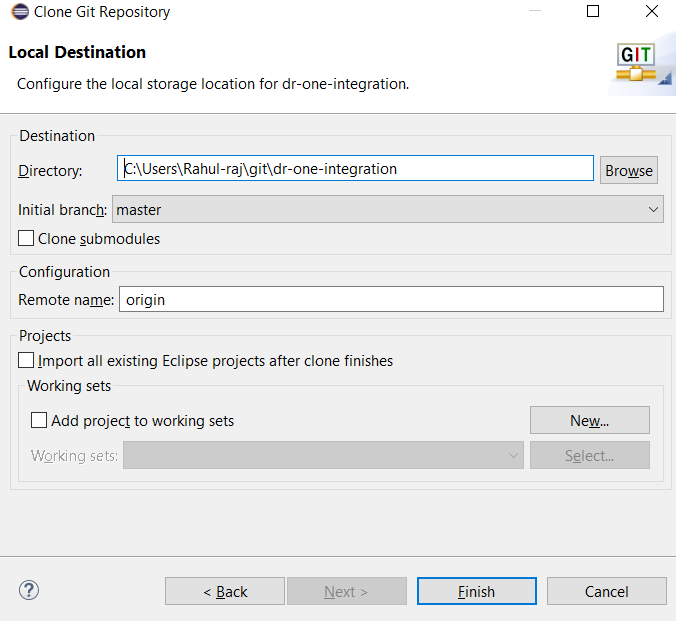 Clone Git Repository
Local Destination
Configure the local storage location for dr-one-integration.
GIT
Destination
Directory: C:\Users\Rahul-raj\git\dr-one-integration Browse
Initial branch: master
Clone submodules
Configuration
Remote name: origin
Projects
Import all existing Eclipse projects after clone finishes
Working sets
Add project to working sets New...
Working sets: Select...
? < Back Next > Finish Cancel